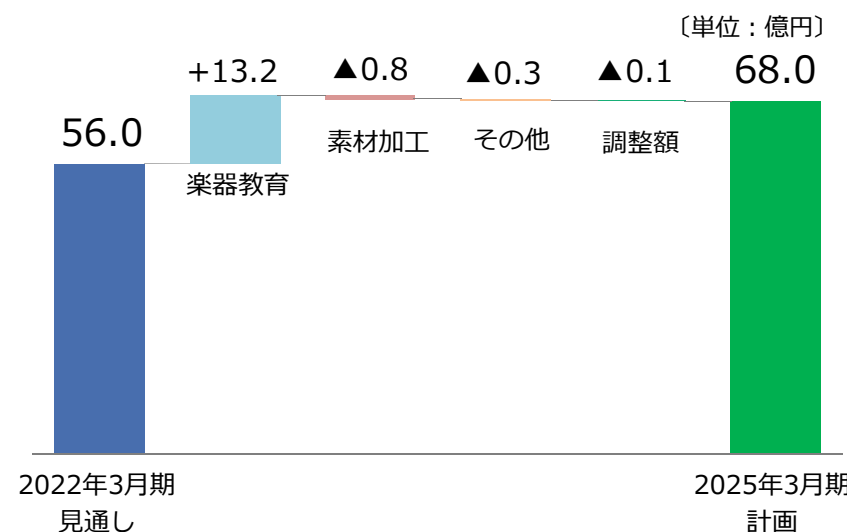 〔単位：億円〕
56.0
+13.2
▲0.8
▲0.3
▲0.1
68.0
楽器教育
素材加工
その他
調整額
2022年3月期
見通し
2025年3月期
計画